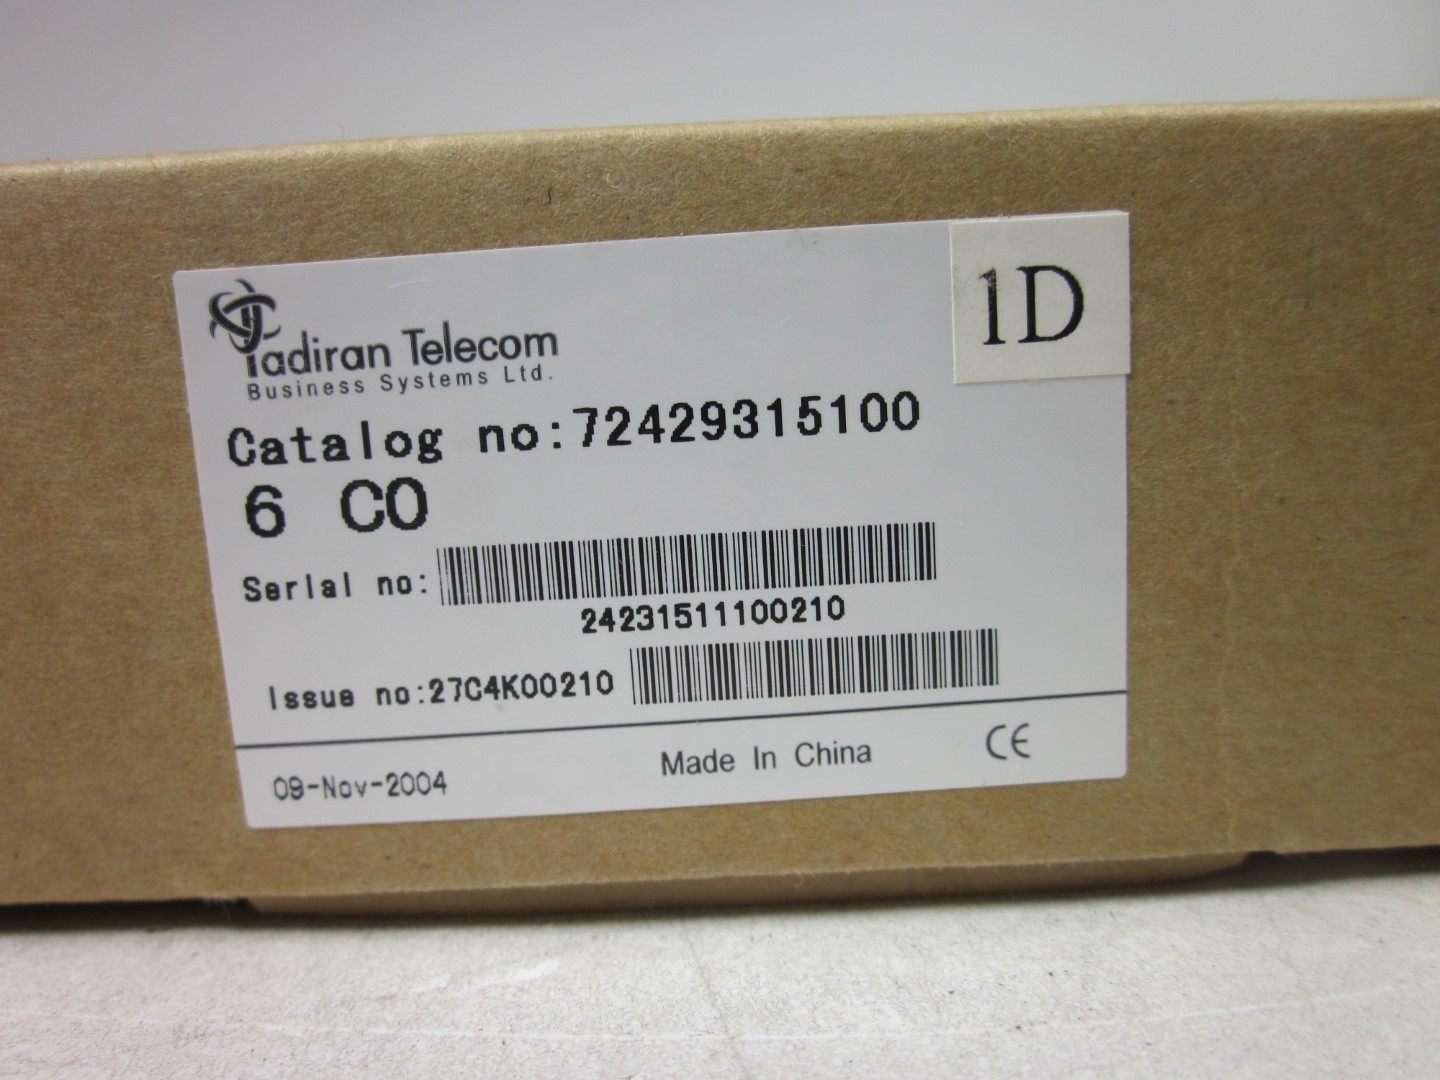 1D
Tadiran Telecom
Business Systems Ltd.
Catalog no:72429315100
6 CO
Serial no:
24231511100210
Issue no:27C4K00210
09-Nov-2004 Made In China CE